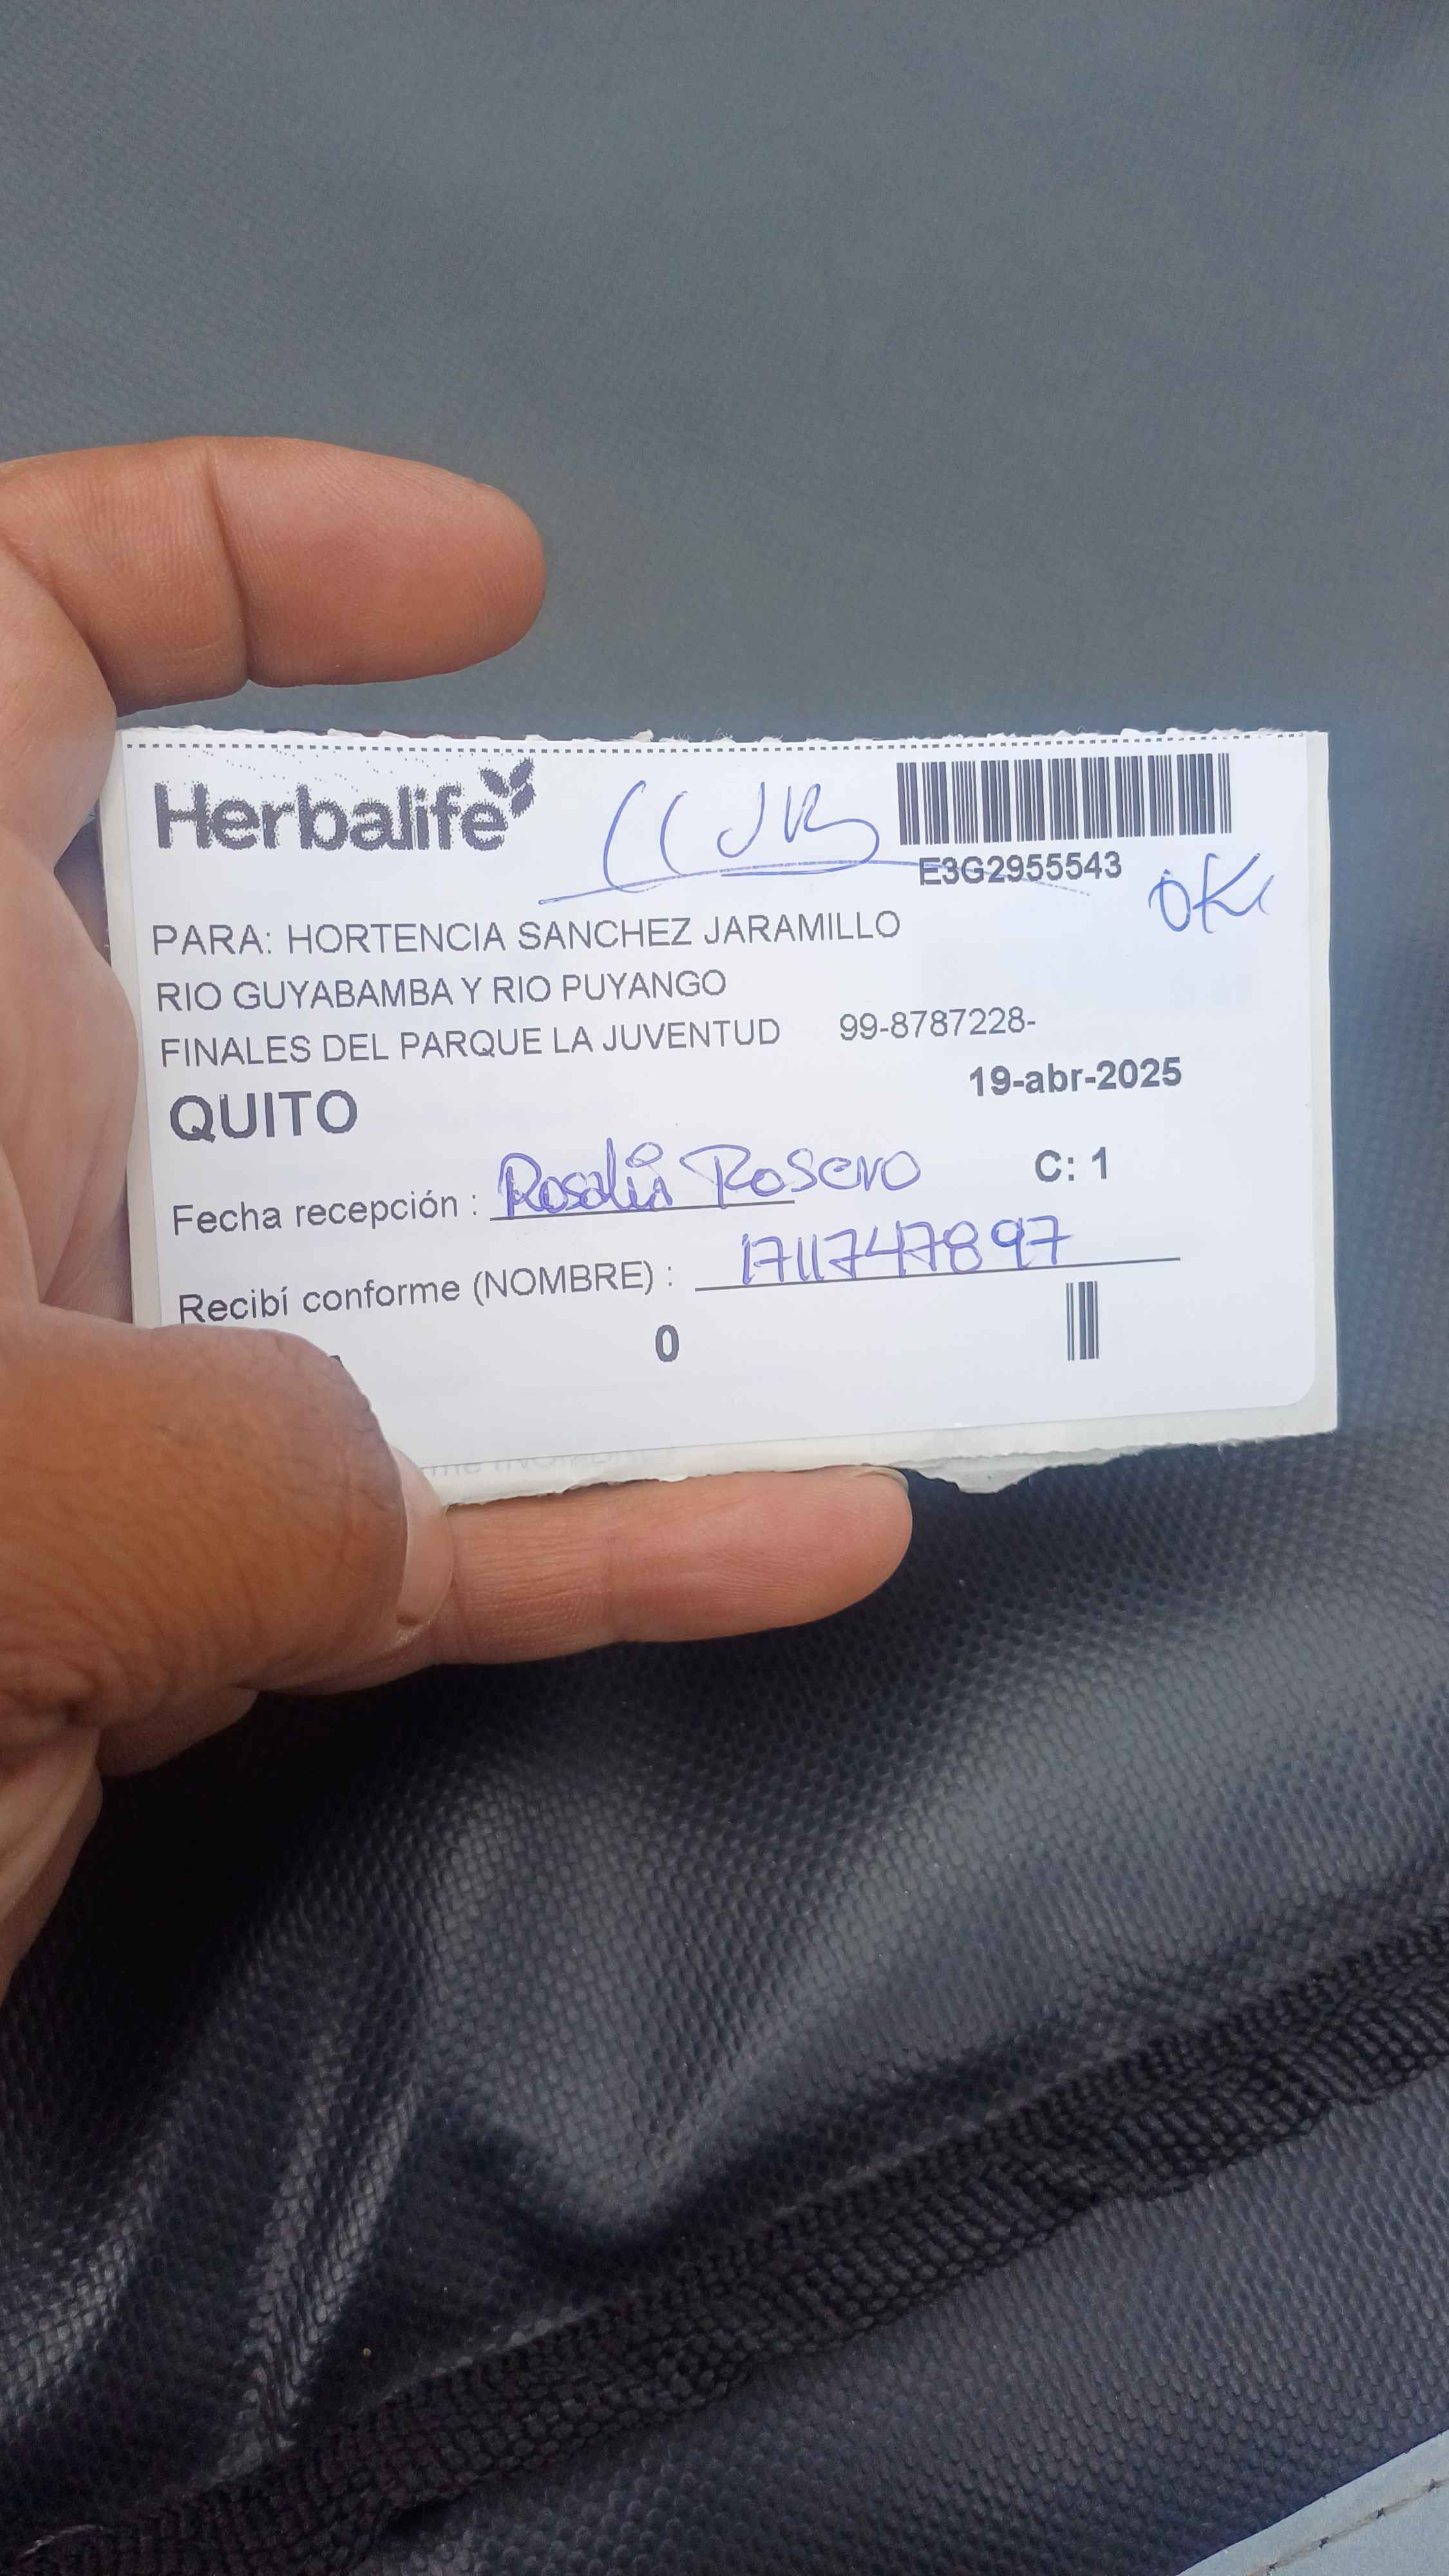 Herbalife
E3G2955543
OK
PARA: HORTENCIA SANCHEZ JARAMILLO
RIO GUYABAMBA Y RIO PUYANGO
FINALES DEL PARQUE LA JUVENTUD 99-8787228-
19-abr-2025
QUITO
C: 1
Fecha recepción : Rosalia Rosero
Recibí conforme (NOMBRE) : 1711747897
0